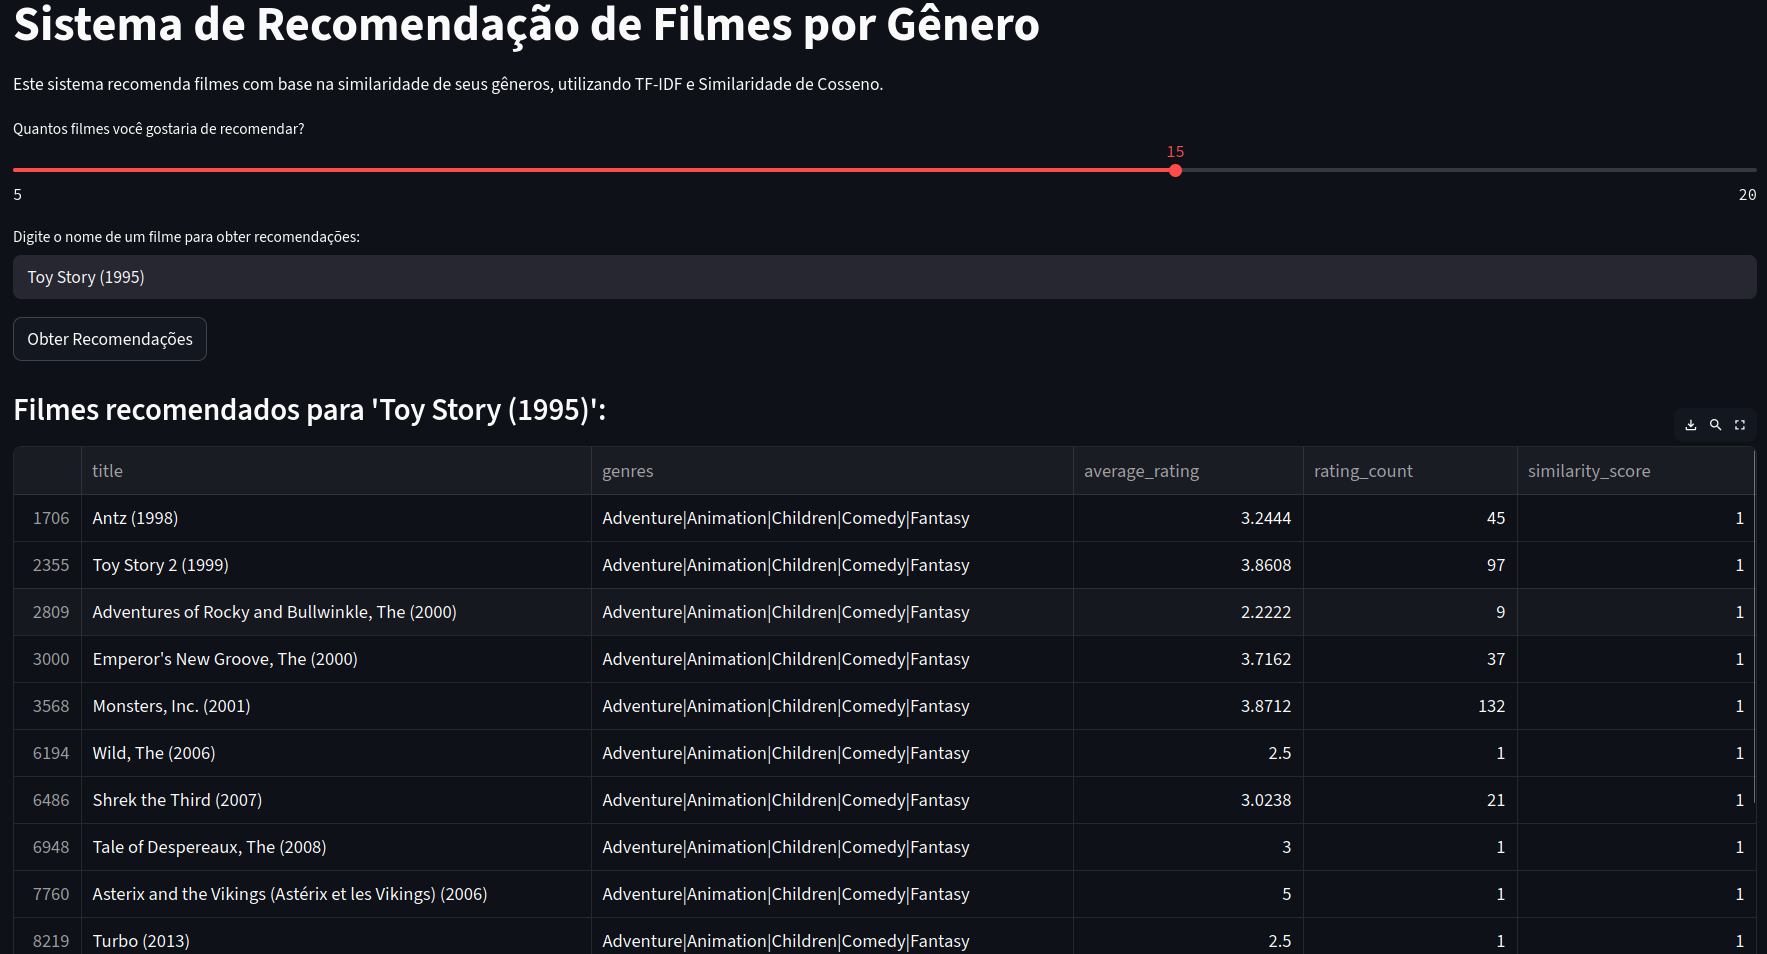 Sistema de Recomendação de Filmes por Gênero
Este sistema recomenda filmes com base na similaridade de seus gêneros, utilizando TF-IDF e Similaridade de Cosseno.
Quantos filmes você gostaria de recomendar?
15
5 20
Digite o nome de um filme para obter recomendações:
Toy Story (1995)
Obter Recomendações
Filmes recomendados para 'Toy Story (1995)':
title genres average_rating rating_count similarity_score
1706 Antz (1998) Adventure|Animation|Children|Comedy|Fantasy 3.2444 45 1
2355 Toy Story 2 (1999) Adventure|Animation|Children|Comedy|Fantasy 3.8608 97 1
2809 Adventures of Rocky and Bullwinkle, The (2000) Adventure|Animation|Children|Comedy|Fantasy 2.2222 9 1
3000 Emperor's New Groove, The (2000) Adventure|Animation|Children|Comedy|Fantasy 3.7162 37 1
3568 Monsters, Inc. (2001) Adventure|Animation|Children|Comedy|Fantasy 3.8712 132 1
6194 Wild, The (2006) Adventure|Animation|Children|Comedy|Fantasy 2.5 1 1
6486 Shrek the Third (2007) Adventure|Animation|Children|Comedy|Fantasy 3.0238 21 1
6948 Tale of Despereaux, The (2008) Adventure|Animation|Children|Comedy|Fantasy 3 1 1
7760 Asterix and the Vikings (Astérix et les Vikings) (2006) Adventure|Animation|Children|Comedy|Fantasy 5 1 1
8219 Turbo (2013) Adventure|Animation|Children|Comedy|Fantasy 2.5 1 1